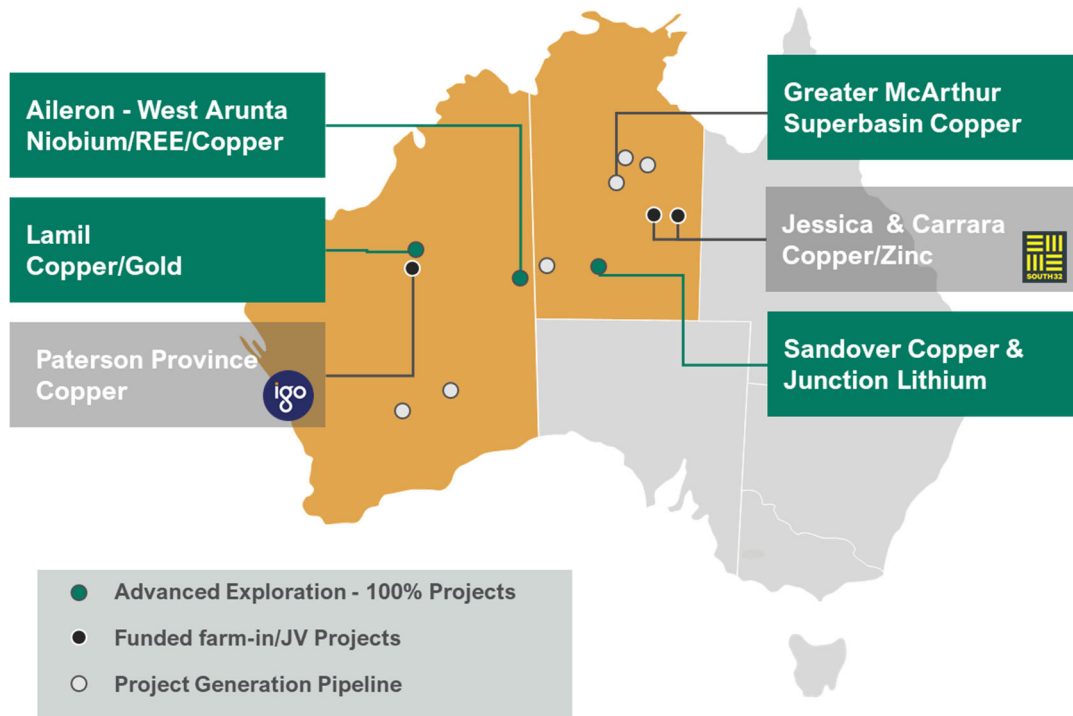 Aileron - West Arunta
Niobium/REE/Copper
Lamil
Copper/Gold
Paterson Province
Copper
igo
Greater McArthur
Superbasin Copper
Jessica & Carrara
Copper/Zinc
SOUTH32
Sandover Copper &
Junction Lithium
Advanced Exploration - 100% Projects
Funded farm-in/JV Projects
Project Generation Pipeline